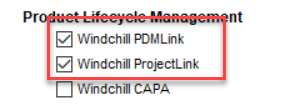 Product Lifecycle Management
Windchill PDMLink
Windchill ProjectLink
Windchill CAPA